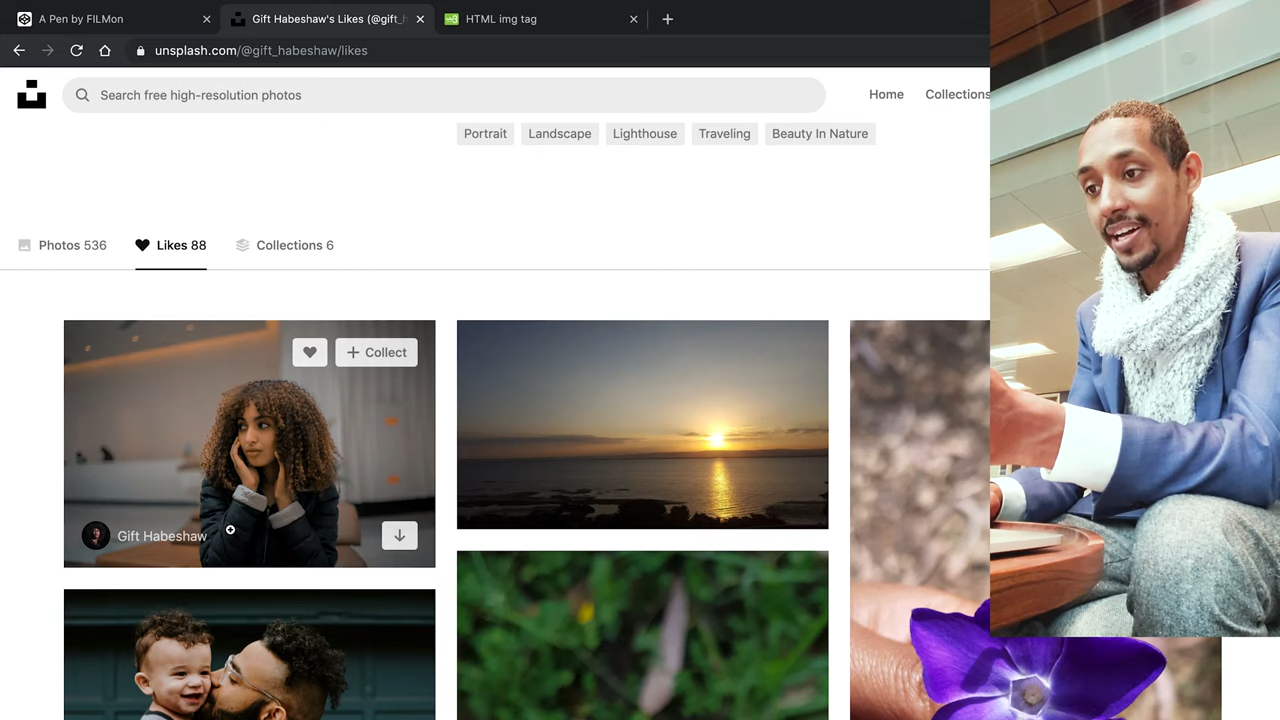 A Pen by FILMon
Gift Habeshaw's Likes (@gift_h
HTML img tag
unsplash.com/@gift_habeshaw/likes
Search free high-resolution photos
Home
Collections
Portrait
Landscape
Lighthouse
Traveling
Beauty In Nature
Photos 536
Likes 88
Collections 6
Collect
Gift Habeshaw